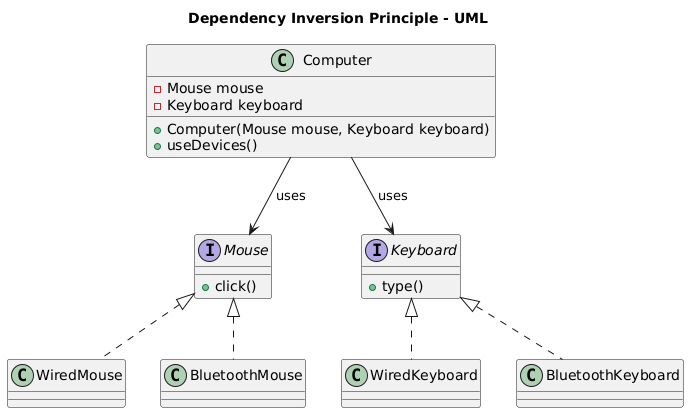 Dependency Inversion Principle - UML
C Computer
Mouse mouse
Keyboard keyboard
Computer(Mouse mouse, Keyboard keyboard)
useDevices()
uses
uses
I Mouse
click()
I Keyboard
type()
C WiredMouse
C BluetoothMouse
C WiredKeyboard
C BluetoothKeyboard